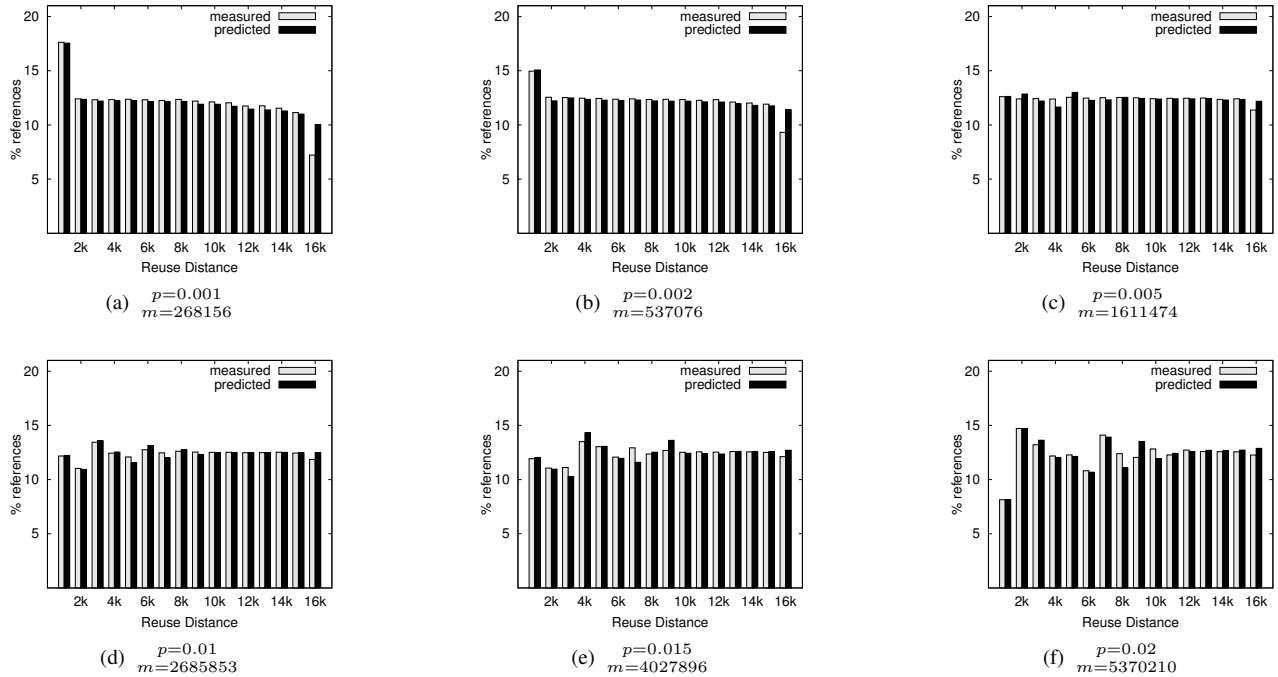 measured
predicted
20
15
10
5
% references
2k 4k 6k 8k 10k 12k 14k 16k
Reuse Distance
(a) p=0.001
m=268156
measured
predicted
20
15
10
5
% references
2k 4k 6k 8k 10k 12k 14k 16k
Reuse Distance
(b) p=0.002
m=537076
measured
predicted
20
15
10
5
% references
2k 4k 6k 8k 10k 12k 14k 16k
Reuse Distance
(c) p=0.005
m=1611474
measured
predicted
20
15
10
5
% references
2k 4k 6k 8k 10k 12k 14k 16k
Reuse Distance
(d) p=0.01
m=2685853
measured
predicted
20
15
10
5
% references
2k 4k 6k 8k 10k 12k 14k 16k
Reuse Distance
(e) p=0.015
m=4027896
measured
predicted
20
15
10
5
% references
2k 4k 6k 8k 10k 12k 14k 16k
Reuse Distance
(f) p=0.02
m=5370210